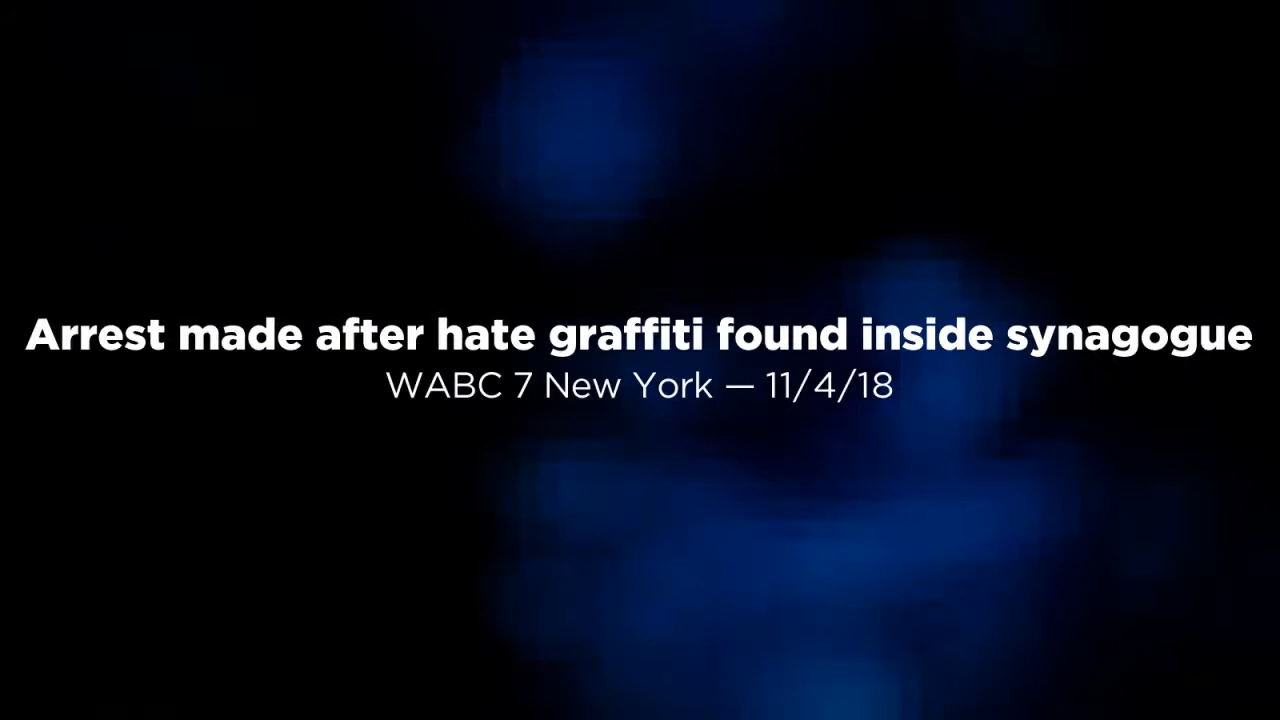 Arrest made after hate graffiti found inside synagogue
WABC 7 New York — 11/4/18